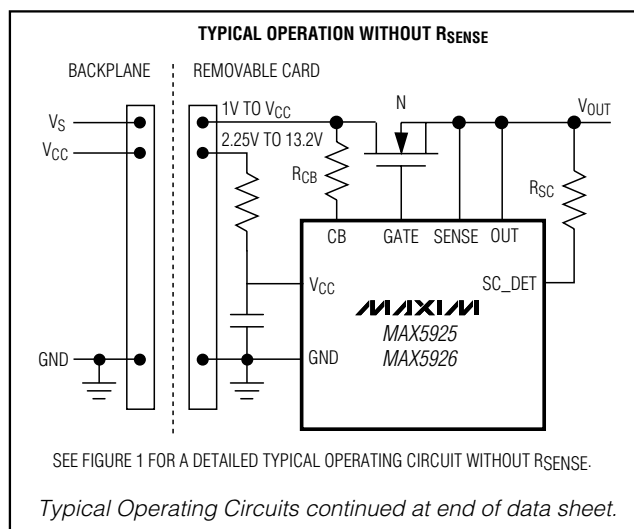 TYPICAL OPERATION WITHOUT RSENSE
BACKPLANE
REMOVABLE CARD
1V TO VCC
N
VOUT
VS
VCC
2.25V TO 13.2V
RCB
RSC
CB
GATE
SENSE
OUT
VCC
SC_DET
MAXIM
MAX5925
MAX5926
GND
GND
SEE FIGURE 1 FOR A DETAILED TYPICAL OPERATING CIRCUIT WITHOUT RSENSE.
Typical Operating Circuits continued at end of data sheet.